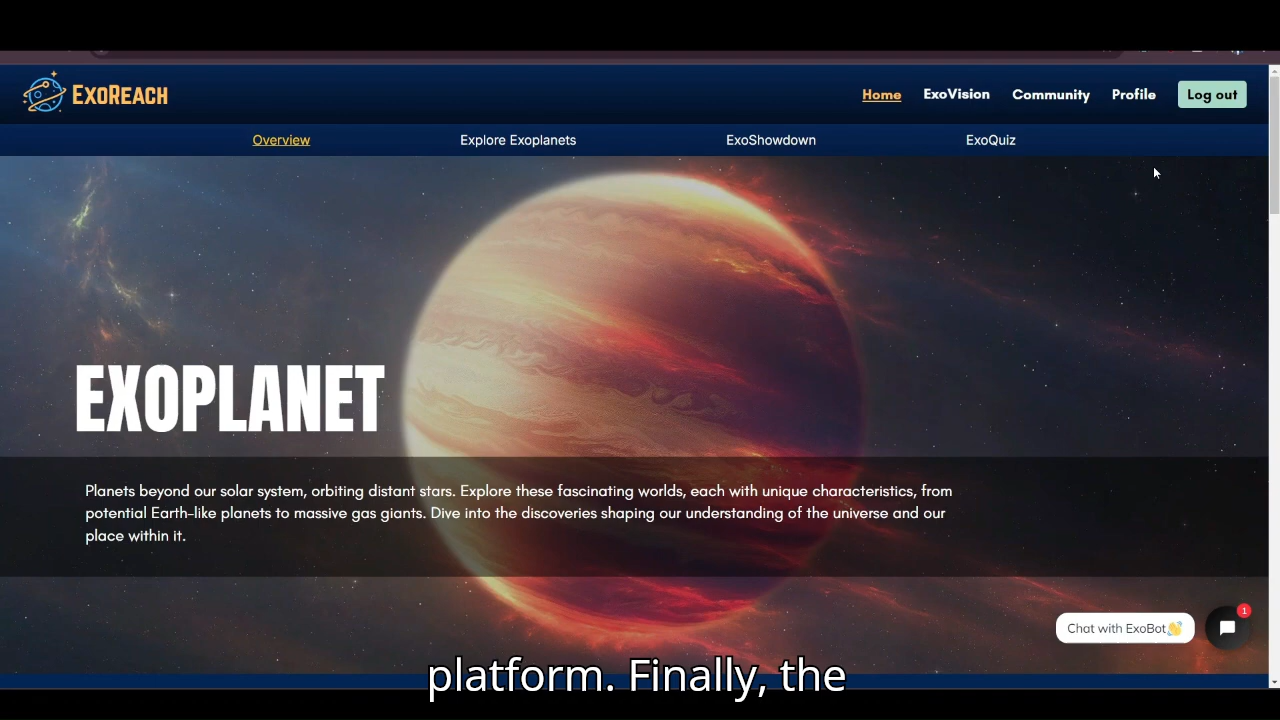 EXOREACH
Home ExoVision Community Profile Log out
Overview Explore Exoplanets ExoShowdown ExoQuiz
EXOPLANET
Planets beyond our solar system, orbiting distant stars. Explore these fascinating worlds, each with unique characteristics, from
potential Earth-like planets to massive gas giants. Dive into the discoveries shaping our understanding of the universe and our
place within it.
Chat with ExoBot👋
1
platform. Finally, the